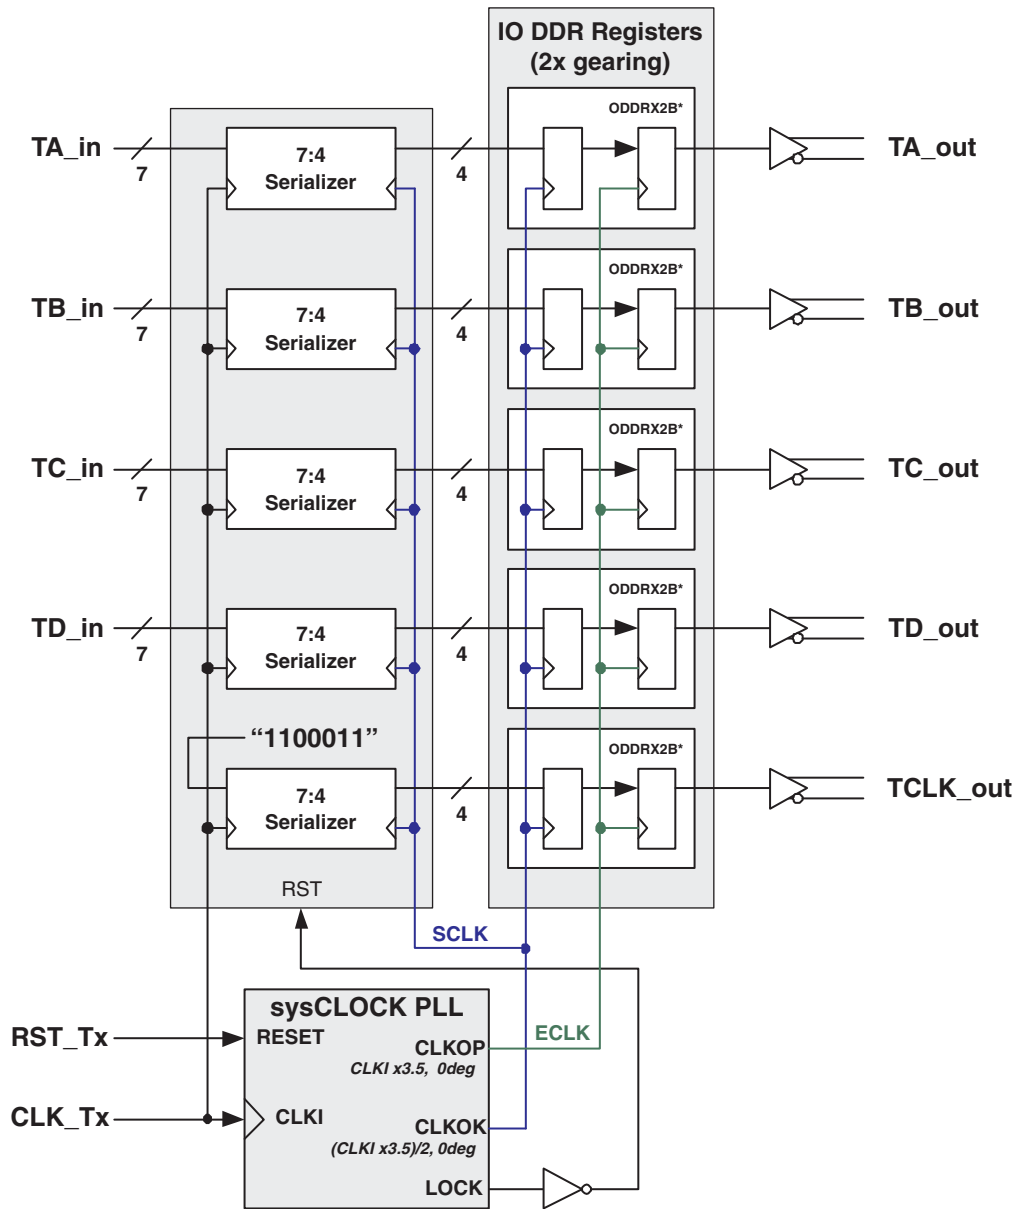 IO DDR Registers
(2x gearing)
TA_in
7
7:4
Serializer
4
ODDRX2B*
TA_out
TB_in
7
7:4
Serializer
4
ODDRX2B*
TB_out
TC_in
7
7:4
Serializer
4
ODDRX2B*
TC_out
TD_in
7
7:4
Serializer
4
ODDRX2B*
TD_out
“1100011”
7:4
Serializer
4
ODDRX2B*
TCLK_out
RST
SCLK
sysCLOCK PLL
RST_Tx
RESET
ECLK
CLKOP
CLKI x3.5, 0deg
CLK_Tx
CLKI
CLKOK
(CLKI x3.5)/2, 0deg
LOCK